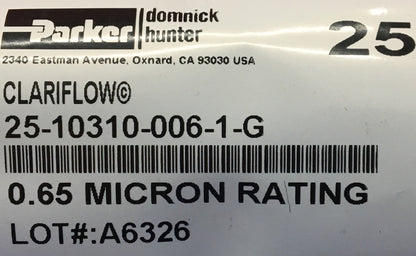 Parker
domnick
hunter
25
2340 Eastman Avenue, Oxnard, CA 93030 USA
CLARIFLOW©
25-10310-006-1-G
0.65 MICRON RATING
LOT#:A6326